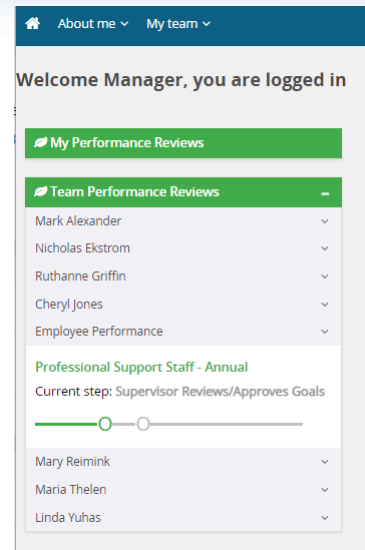 About me My team
Welcome Manager, you are logged in
My Performance Reviews
Team Performance Reviews
Mark Alexander
Nicholas Ekstrom
Ruthanne Griffin
Cheryl Jones
Employee Performance
Professional Support Staff - Annual
Current step: Supervisor Reviews/Approves Goals
Mary Reimink
Maria Thelen
Linda Yuhas